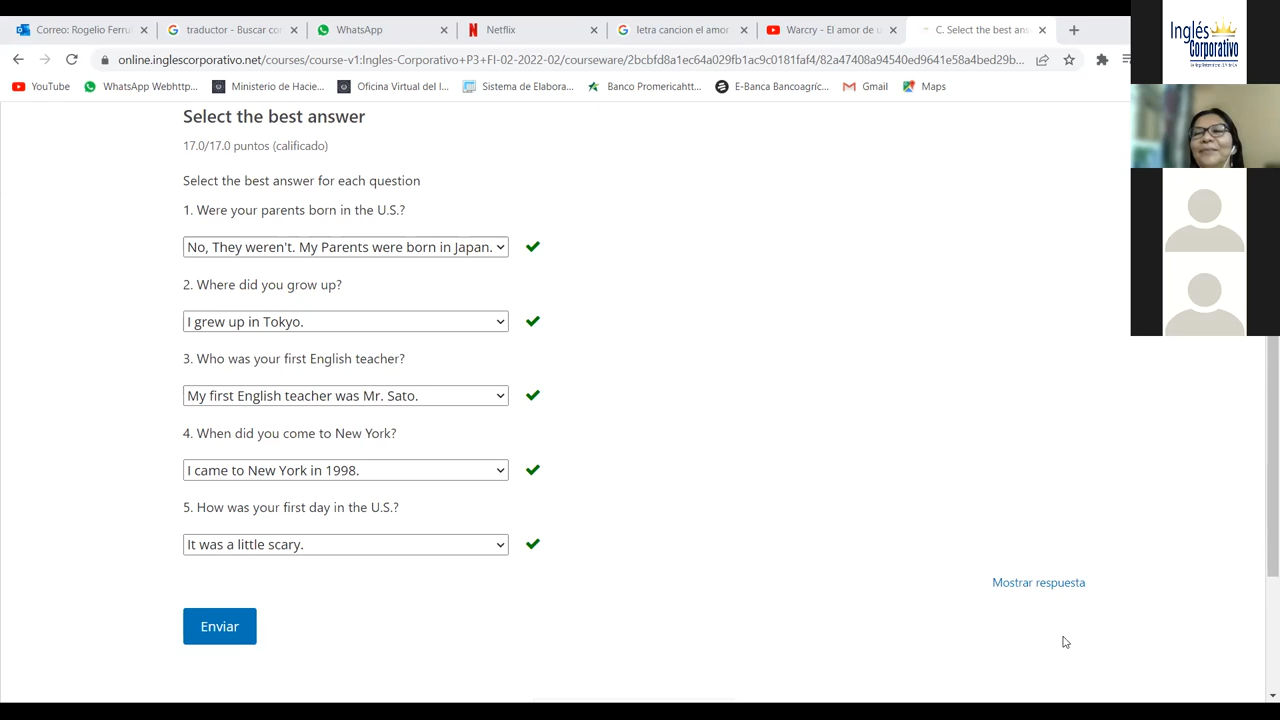 Correo: Rogelio Ferru
traductor - Buscar co
WhatsApp
Netflix
letra cancion el amor
Warcry - El amor de u
C. Select the best ans
online.inglescorporativo.net/courses/course-v1:Ingles-Corporativo+P3+FI-02-2022-02/courseware/2bcbfd8a1ec64a029fb1ac9c0181faf4/82a47408a94540ed964158a4bed29b...
YouTube
WhatsApp Webhttp...
Ministerio de Hacie...
Oficina Virtual del I...
Sistema de Elabora...
Banco Promericahtt...
E-Banca Bancoagríc...
Gmail
Maps
Inglés
Corporativo
Select the best answer
17.0/17.0 puntos (calificado)
Select the best answer for each question
1. Were your parents born in the U.S.?
No, They weren't. My Parents were born in Japan.
2. Where did you grow up?
I grew up in Tokyo.
3. Who was your first English teacher?
My first English teacher was Mr. Sato.
4. When did you come to New York?
I came to New York in 1998.
5. How was your first day in the U.S.?
It was a little scary.
Mostrar respuesta
Enviar